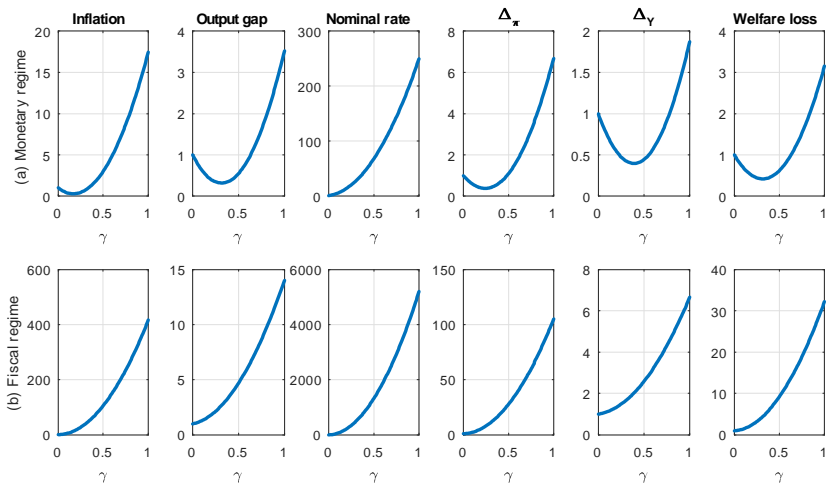 Inflation Output gap Nominal rate Δπ ΔY Welfare loss
(a) Monetary regime
20 15 10 5 0
0 0.5 1
γ
4 3 2 1 0
0 0.5 1
γ
300 200 100 0
0 0.5 1
γ
8 6 4 2 0
0 0.5 1
γ
2 1.5 1 0.5 0
0 0.5 1
γ
4 3 2 1 0
0 0.5 1
γ
(b) Fiscal regime
600 400 200 0
0 0.5 1
γ
15 10 5 0
0 0.5 1
γ
6000 4000 2000 0
0 0.5 1
γ
150 100 50 0
0 0.5 1
γ
8 6 4 2 0
0 0.5 1
γ
40 30 20 10 0
0 0.5 1
γ